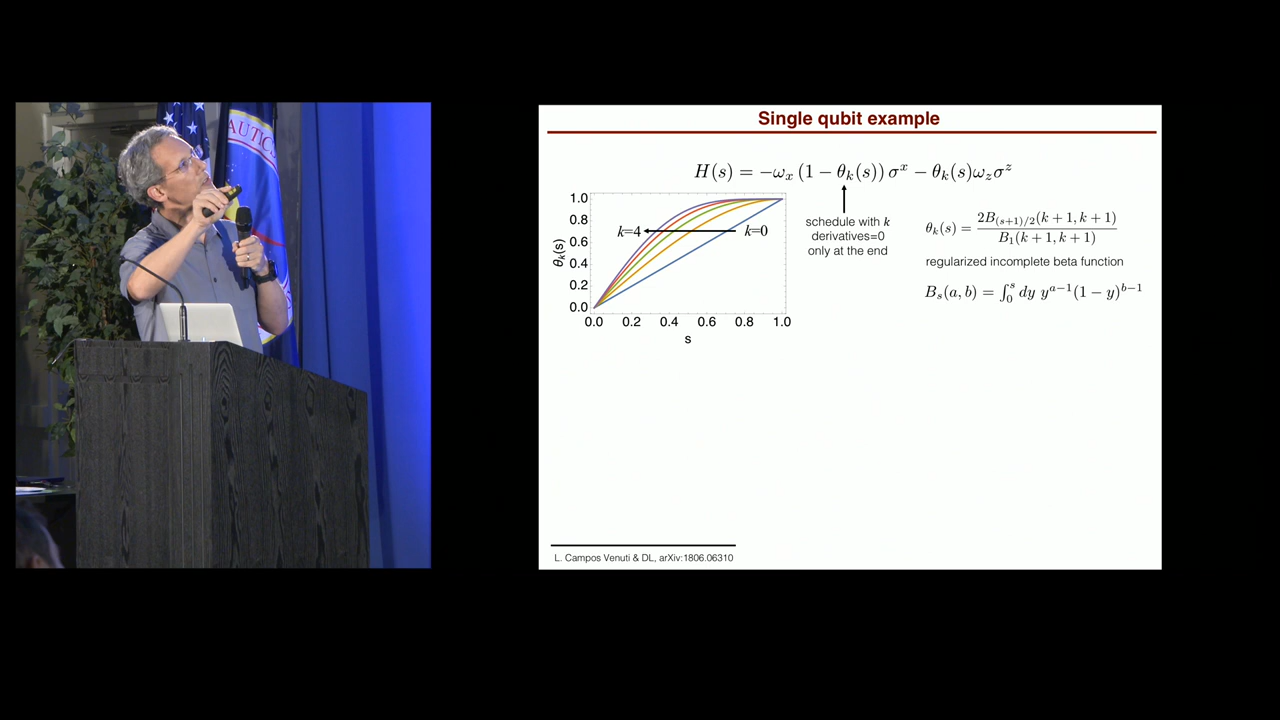 AUTICS
Single qubit example
H(s) = −ω_x (1 − θ_k(s)) σ^x − θ_k(s)ω_zσ^z
1.0
0.8
0.6
0.4
0.2
0.0
θ_k(s)
k=4
k=0
0.0 0.2 0.4 0.6 0.8 1.0
s
schedule with k
derivatives=0
only at the end
θ_k(s) = 2B_{(s+1)/2}(k + 1, k + 1) / B_1(k + 1, k + 1)
regularized incomplete beta function
B_s(a, b) = ∫_0^s dy y^{a−1}(1 − y)^{b−1}
L. Campos Venuti & DL, arXiv:1806.06310